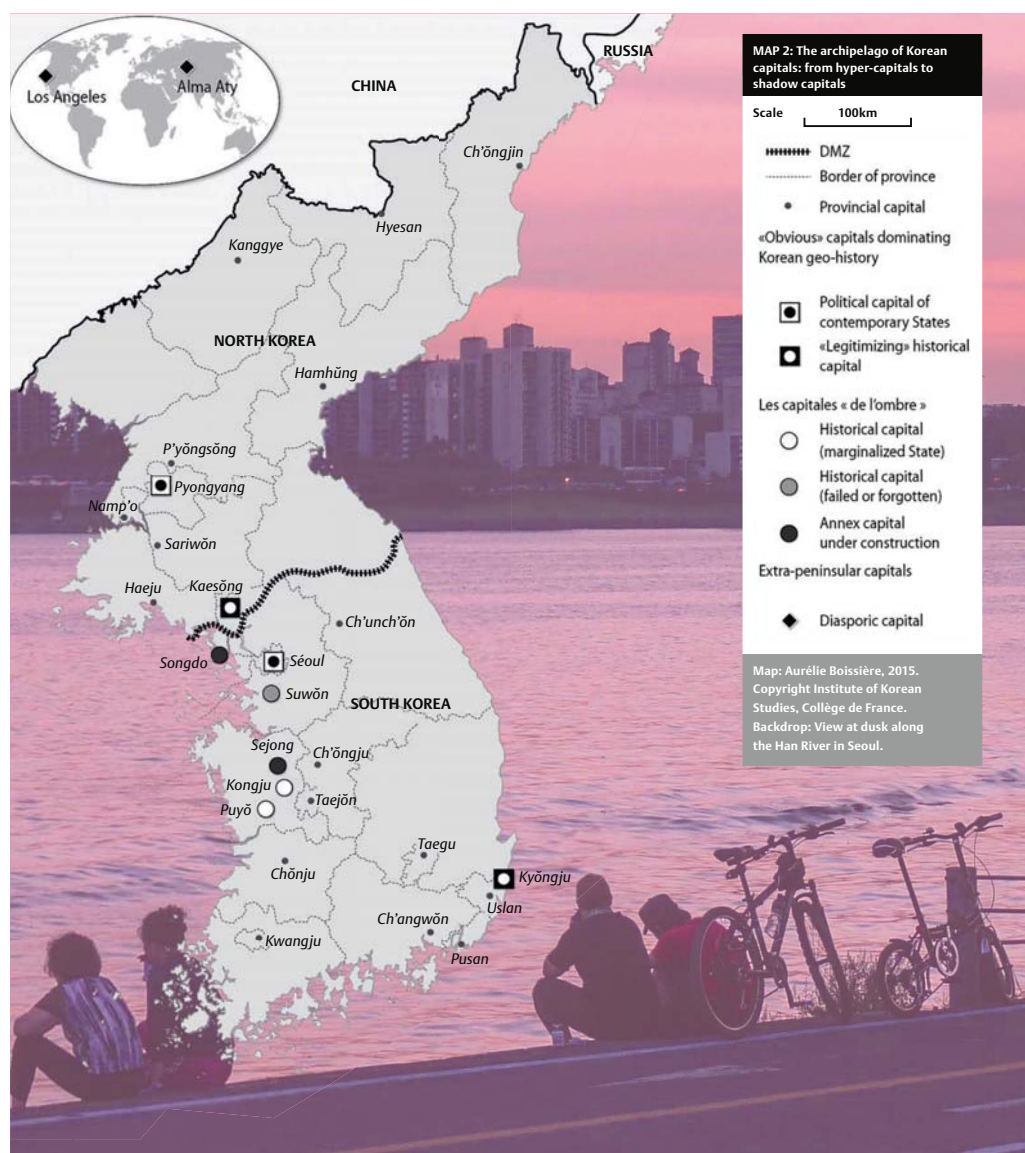 RUSSIA
CHINA
Los Angeles
Alma Aty
Ch'ŏngjin
Hyesan
Kanggye
NORTH KOREA
Hamhŭng
P'yŏngsŏng
Pyongyang
Namp'o
Sariwŏn
Haeju
Kaesŏng
Ch'unch'ŏn
Songdo
Séoul
Suwŏn
SOUTH KOREA
Sejong
Ch'ŏngju
Kongju
Taejŏn
Puyŏ
Taegu
Chŏnju
Kyŏngju
Uslan
Ch'angwŏn
Kwangju
Pusan
MAP 2: The archipelago of Korean
capitals: from hyper-capitals to
shadow capitals
Scale 100km
DMZ
Border of province
Provincial capital
«Obvious» capitals dominating
Korean geo-history
Political capital of
contemporary States
«Legitimizing» historical
capital
Les capitales « de l'ombre »
Historical capital
(marginalized State)
Historical capital
(failed or forgotten)
Annex capital
under construction
Extra-peninsular capitals
Diasporic capital
Map: Aurélie Boissière, 2015.
Copyright Institute of Korean
Studies, Collège de France.
Backdrop: View at dusk along
the Han River in Seoul.